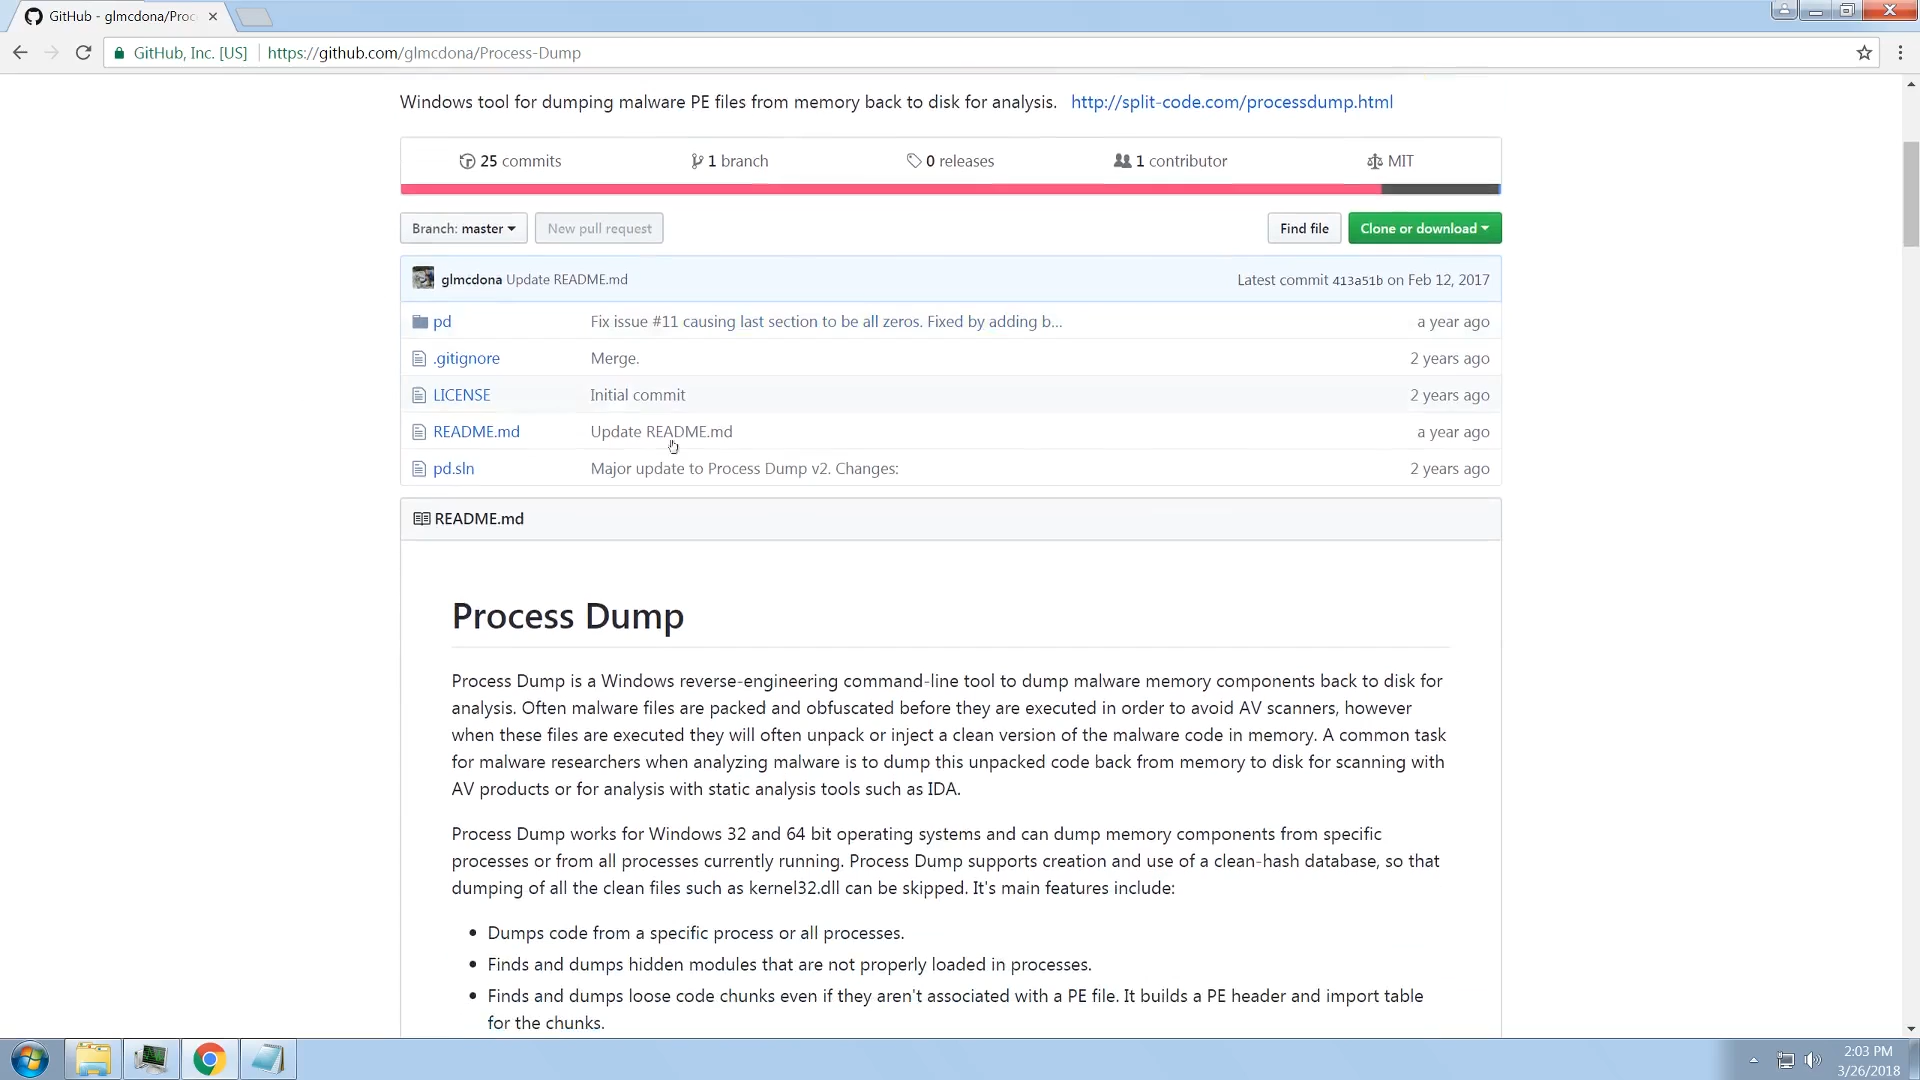 GitHub - glmcdona/Proc
GitHub, Inc. [US] https://github.com/glmcdona/Process-Dump
Windows tool for dumping malware PE files from memory back to disk for analysis. http://split-code.com/processdump.html
25 commits 1 branch 0 releases 1 contributor MIT
Branch: master New pull request Find file Clone or download
glmcdona Update README.md Latest commit 413a51b on Feb 12, 2017
pd Fix issue #11 causing last section to be all zeros. Fixed by adding b... a year ago
.gitignore Merge. 2 years ago
LICENSE Initial commit 2 years ago
README.md Update README.md a year ago
pd.sln Major update to Process Dump v2. Changes: 2 years ago
README.md
Process Dump
Process Dump is a Windows reverse-engineering command-line tool to dump malware memory components back to disk for
analysis. Often malware files are packed and obfuscated before they are executed in order to avoid AV scanners, however
when these files are executed they will often unpack or inject a clean version of the malware code in memory. A common task
for malware researchers when analyzing malware is to dump this unpacked code back from memory to disk for scanning with
AV products or for analysis with static analysis tools such as IDA.
Process Dump works for Windows 32 and 64 bit operating systems and can dump memory components from specific
processes or from all processes currently running. Process Dump supports creation and use of a clean-hash database, so that
dumping of all the clean files such as kernel32.dll can be skipped. It's main features include:
• Dumps code from a specific process or all processes.
• Finds and dumps hidden modules that are not properly loaded in processes.
• Finds and dumps loose code chunks even if they aren't associated with a PE file. It builds a PE header and import table
for the chunks.
2:03 PM
3/26/2018